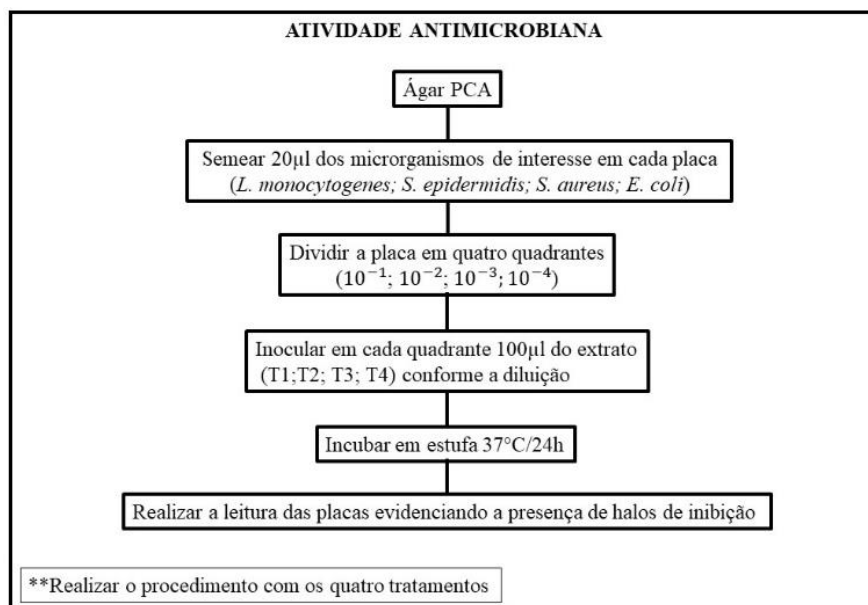 ATIVIDADE ANTIMICROBIANA
Ágar PCA
Semear 20µl dos microrganismos de interesse em cada placa
(L. monocytogenes; S. epidermidis; S. aureus; E. coli)
Dividir a placa em quatro quadrantes
(10⁻¹; 10⁻²; 10⁻³; 10⁻⁴)
Inocular em cada quadrante 100µl do extrato
(T1;T2; T3; T4) conforme a diluição
Incubar em estufa 37°C/24h
Realizar a leitura das placas evidenciando a presença de halos de inibição
**Realizar o procedimento com os quatro tratamentos